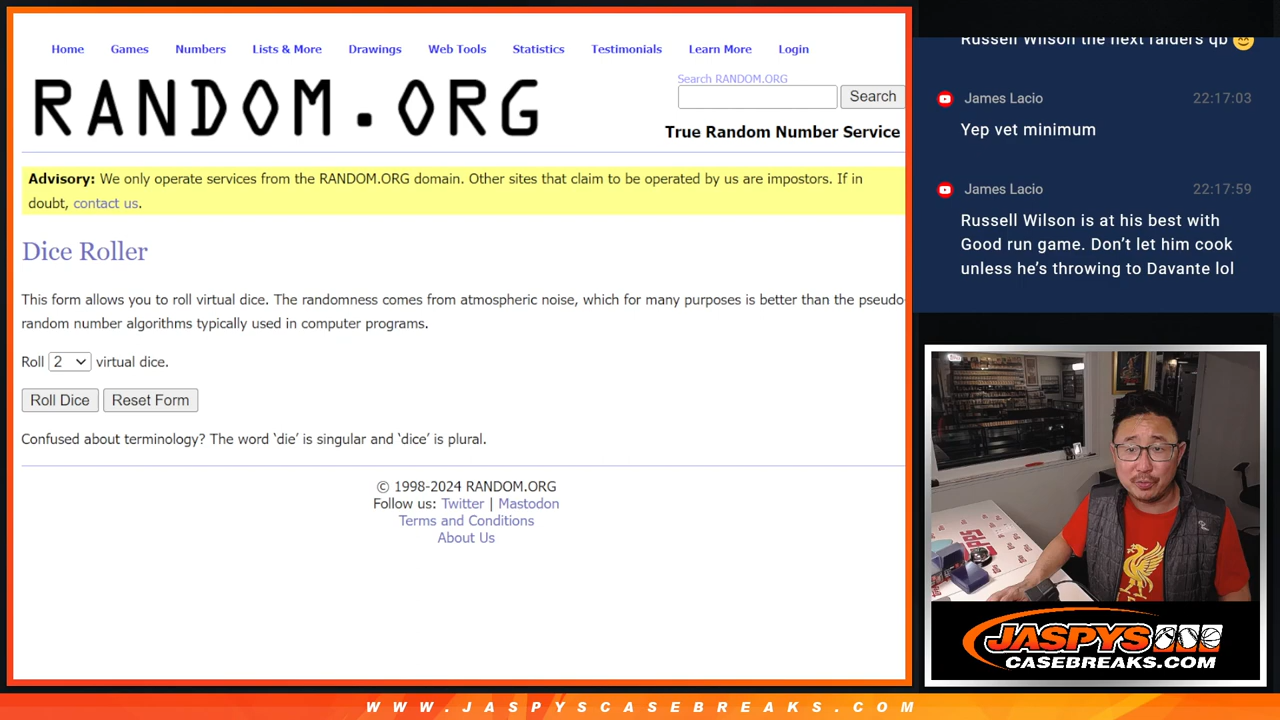 Home Games Numbers Lists & More Drawings Web Tools Statistics Testimonials Learn More Login
RANDOM.ORG
Search RANDOM.ORG
Search
True Random Number Service
Advisory: We only operate services from the RANDOM.ORG domain. Other sites that claim to be operated by us are impostors. If in
doubt, contact us.
Dice Roller
This form allows you to roll virtual dice. The randomness comes from atmospheric noise, which for many purposes is better than the pseudo-
random number algorithms typically used in computer programs.
Roll 2 virtual dice.
Roll Dice Reset Form
Confused about terminology? The word ‘die’ is singular and ‘dice’ is plural.
© 1998-2024 RANDOM.ORG
Follow us: Twitter | Mastodon
Terms and Conditions
About Us
Russell Wilson the next raiders qb 😊
James Lacio 22:17:03
Yep vet minimum
James Lacio 22:17:59
Russell Wilson is at his best with
Good run game. Don’t let him cook
unless he’s throwing to Davante lol
JASPYS
CASEBREAKS.COM
WWW.JASPYSCASEBREAKS.COM